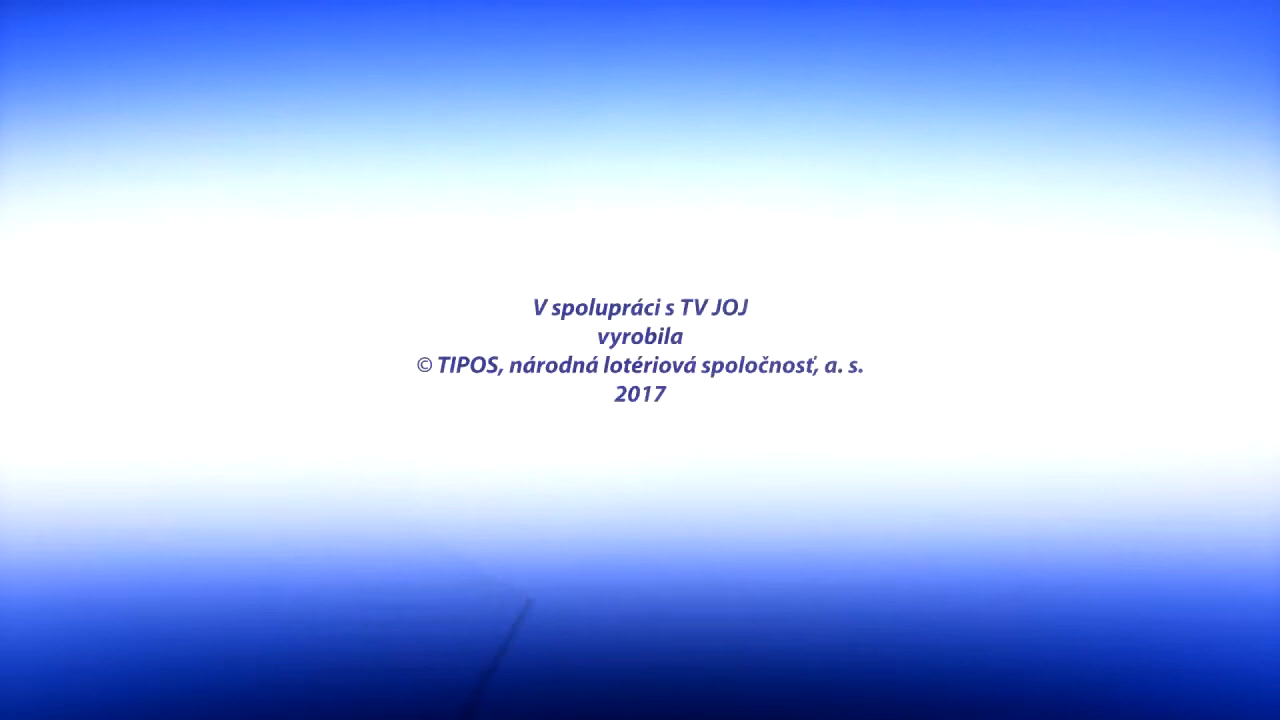 V spolupráci s TV JOJ
vyrobila
© TIPOS, národná lotériová spoločnosť, a. s.
2017